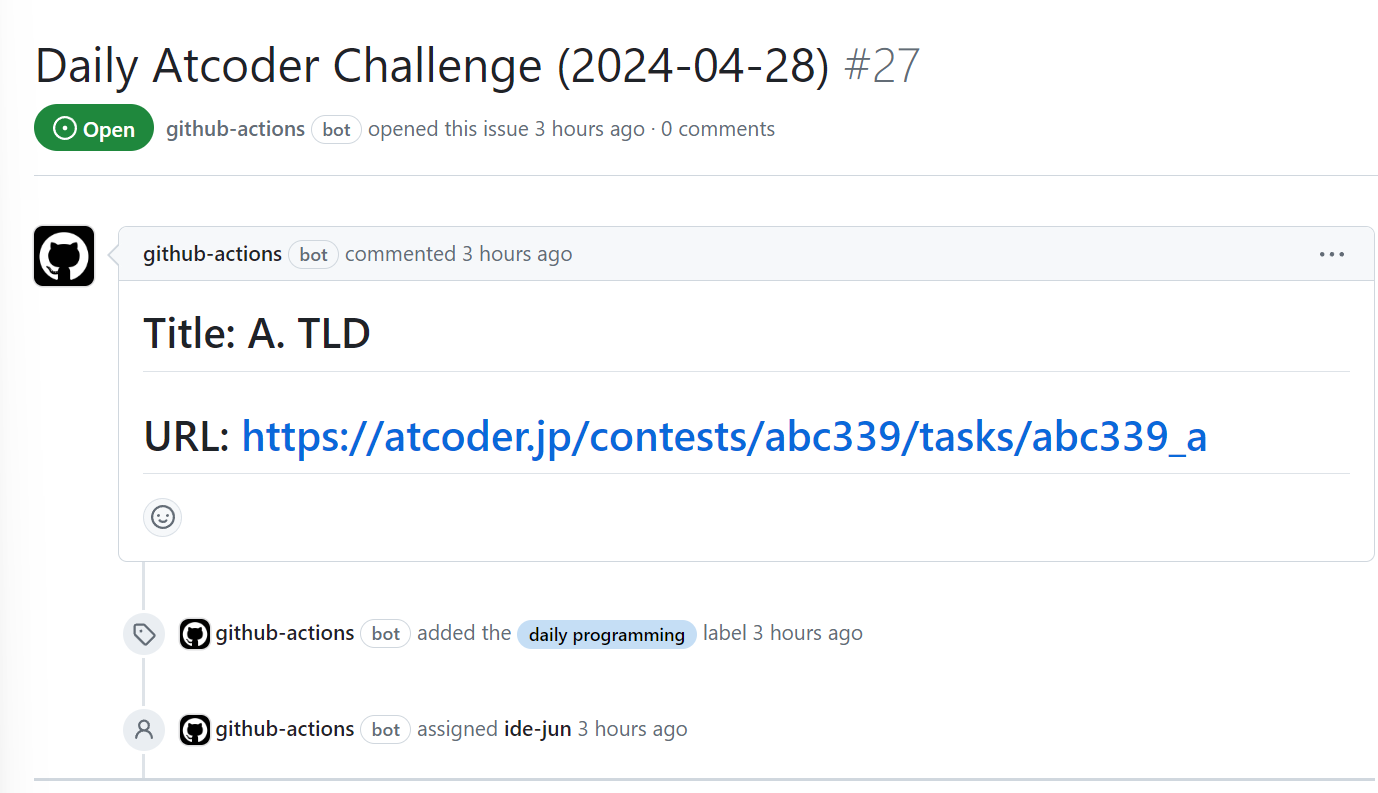 Daily Atcoder Challenge (2024-04-28) #27
Open github-actions bot opened this issue 3 hours ago · 0 comments
github-actions bot commented 3 hours ago
Title: A. TLD
URL: https://atcoder.jp/contests/abc339/tasks/abc339_a
github-actions bot added the daily programming label 3 hours ago
github-actions bot assigned ide-jun 3 hours ago